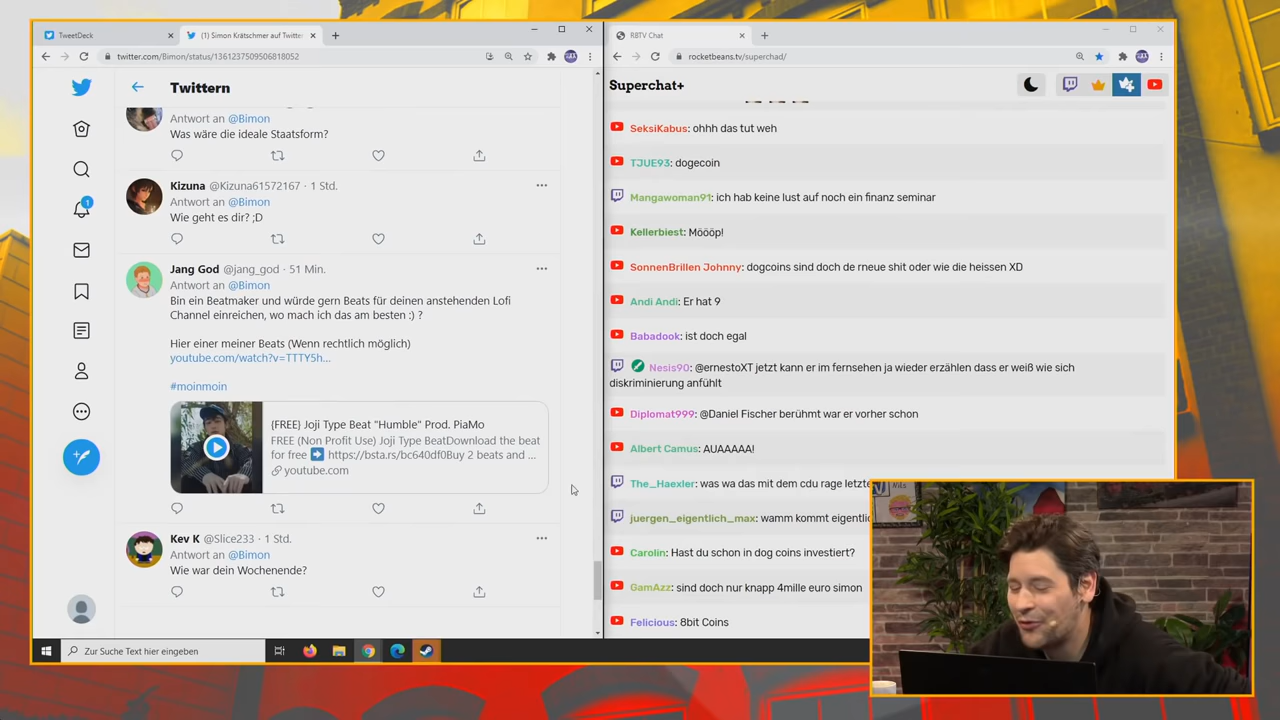 TweetDeck
(1) Simon Krätschmer auf Twitte
R8TV Chat
twitter.com/Bimon/status/1361237509506818052
rocketbeans.tv/superchad/
Twittern
Antwort an @Bimon
Was wäre die ideale Staatsform?
Kizuna @Kizuna61572167 · 1 Std.
Antwort an @Bimon
Wie geht es dir? ;D
1
Jang God @jang_god · 51 Min.
Antwort an @Bimon
Bin ein Beatmaker und würde gern Beats für deinen anstehenden Lofi
Channel einreichen, wo mach ich das am besten :) ?
Hier einer meiner Beats (Wenn rechtlich möglich)
youtube.com/watch?v=TTTY5h...
#moinmoin
{FREE} Joji Type Beat "Humble" Prod. PiaMo
FREE (Non Profit Use) Joji Type BeatDownload the beat
for free ➡ https://bsta.rs/bc640df0Buy 2 beats and ...
youtube.com
Kev K @Slice233 · 1 Std.
Antwort an @Bimon
Wie war dein Wochenende?
Zur Suche Text hier eingeben
Superchat+
SeksiKabus: ohhh das tut weh
TJUE93: dogecoin
Mangawoman91: ich hab keine lust auf noch ein finanz seminar
Kellerbiest: Möööp!
SonnenBrillen Johnny: dogcoins sind doch de rneue shit oder wie die heissen XD
Andi Andi: Er hat 9
Babadook: ist doch egal
Nesis90: @ernestoXT jetzt kann er im fernsehen ja wieder erzählen dass er weiß wie sich
diskriminierung anfühlt
Diplomat999: @Daniel Fischer berühmt war er vorher schon
Albert Camus: AUAAAAA!
The_Haexler: was wa das mit dem cdu rage letzte
juergen_eigentlich_max: wamm kommt eigentlic
Carolin: Hast du schon in dog coins investiert?
GamAzz: sind doch nur knapp 4mille euro simon
Felicious: 8bit Coins
Nils